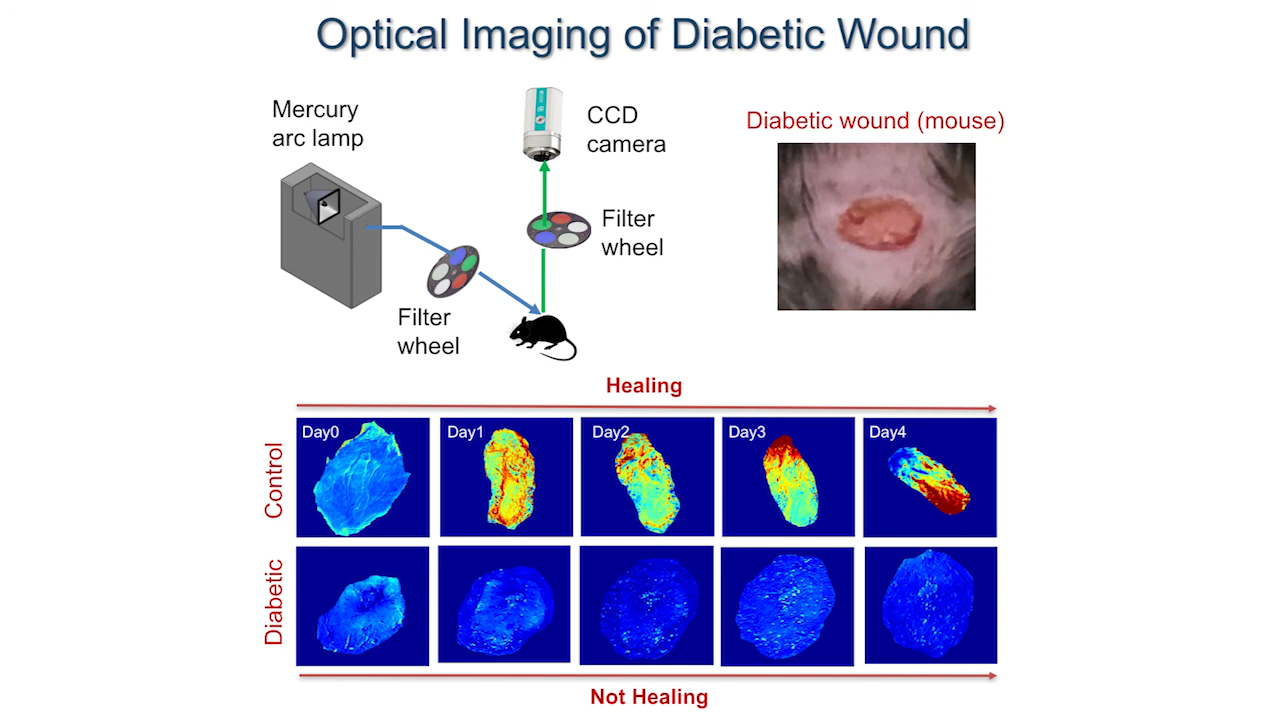 Optical Imaging of Diabetic Wound
Mercury
arc lamp
CCD
camera
Diabetic wound (mouse)
Filter
wheel
Filter
wheel
Healing
Control
Day0
Day1
Day2
Day3
Day4
Diabetic
Not Healing